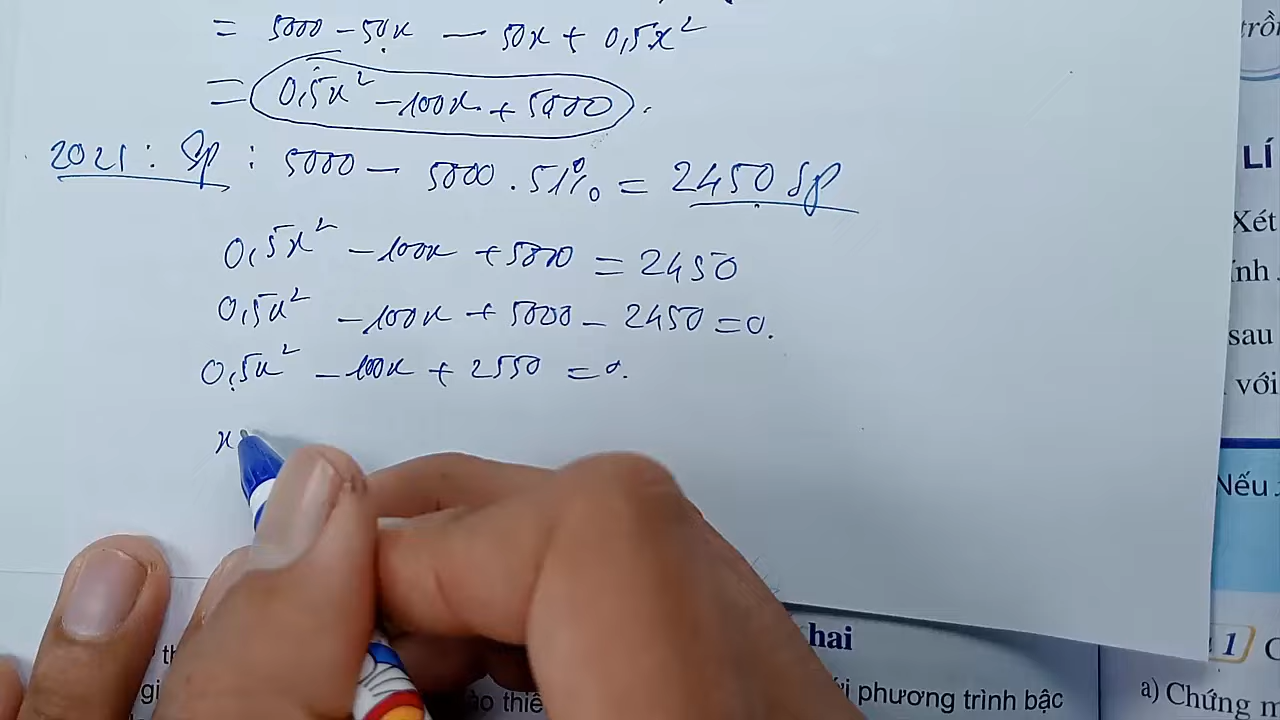 = 5000 - 50x - 50x + 0,5x²
= 0,5x² - 100x + 5000.
2021 : Sp : 5000 - 5000 . 51% = 2450 Sp
0,5x² - 100x + 5000 = 2450
0,5x² - 100x + 5000 - 2450 = 0.
0,5x² - 100x + 2550 = 0.
x
LÍ
Xét
sau
với
Nếu
hai
phương trình bậc
1
a) Chứng